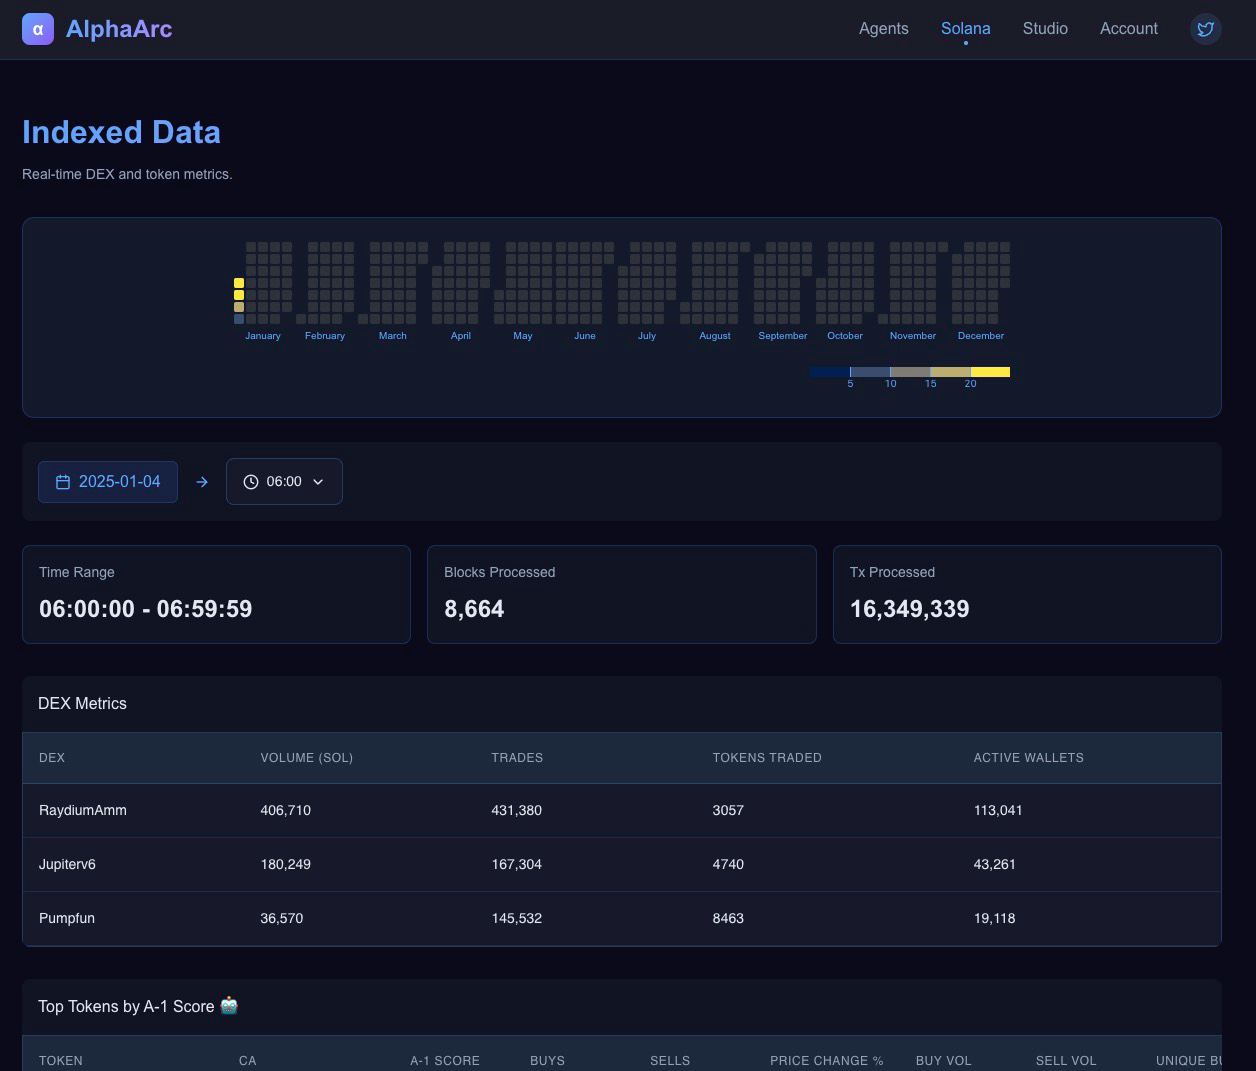 α AlphaArc Agents Solana Studio Account
Indexed Data
Real-time DEX and token metrics.
January February March April May June July August September October November December
5 10 15 20
2025-01-04 06:00
Time Range Blocks Processed Tx Processed
06:00:00 - 06:59:59 8,664 16,349,339
DEX Metrics
DEX VOLUME (SOL) TRADES TOKENS TRADED ACTIVE WALLETS
RaydiumAmm 406,710 431,380 3057 113,041
Jupiterv6 180,249 167,304 4740 43,261
Pumpfun 36,570 145,532 8463 19,118
Top Tokens by A-1 Score 🤖
TOKEN CA A-1 SCORE BUYS SELLS PRICE CHANGE % BUY VOL SELL VOL UNIQUE